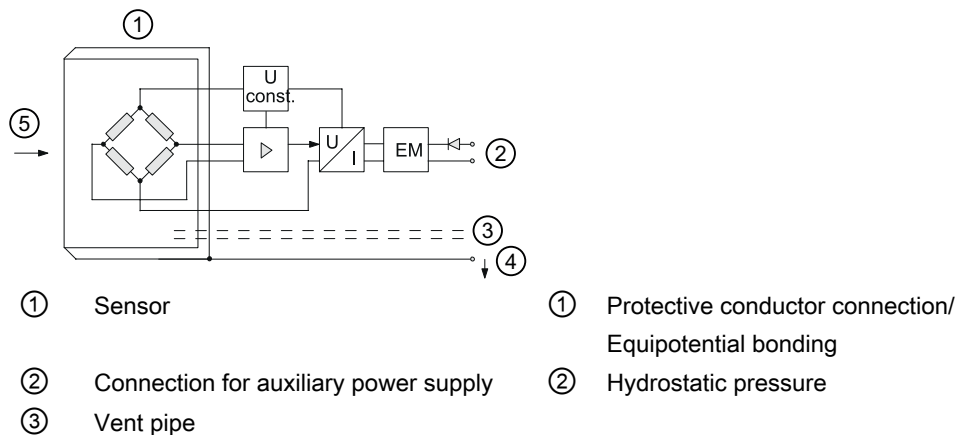 ①
U
const.
⑤
U
I
EM
②
③
④
① Sensor
① Protective conductor connection/
Equipotential bonding
② Connection for auxiliary power supply
② Hydrostatic pressure
③ Vent pipe